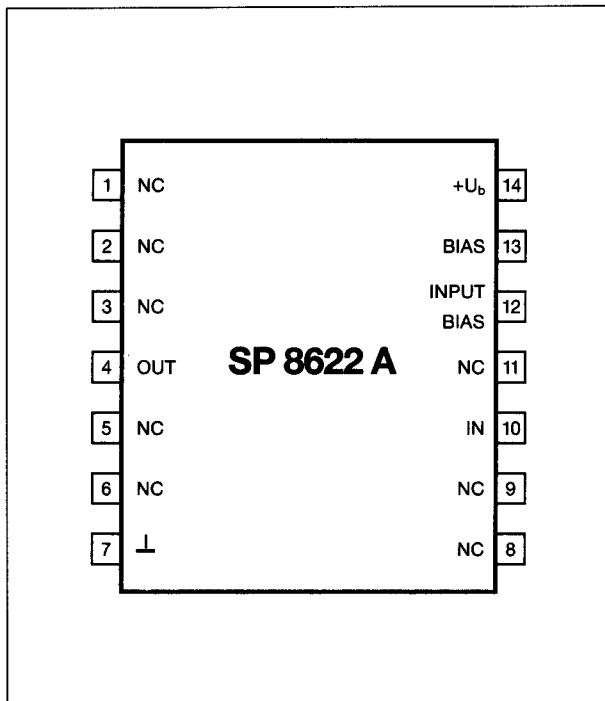 1 NC +U_b 14
2 NC BIAS 13
3 NC INPUT BIAS 12
4 OUT SP 8622 A NC 11
5 NC IN 10
6 NC NC 9
7 ⊥ NC 8